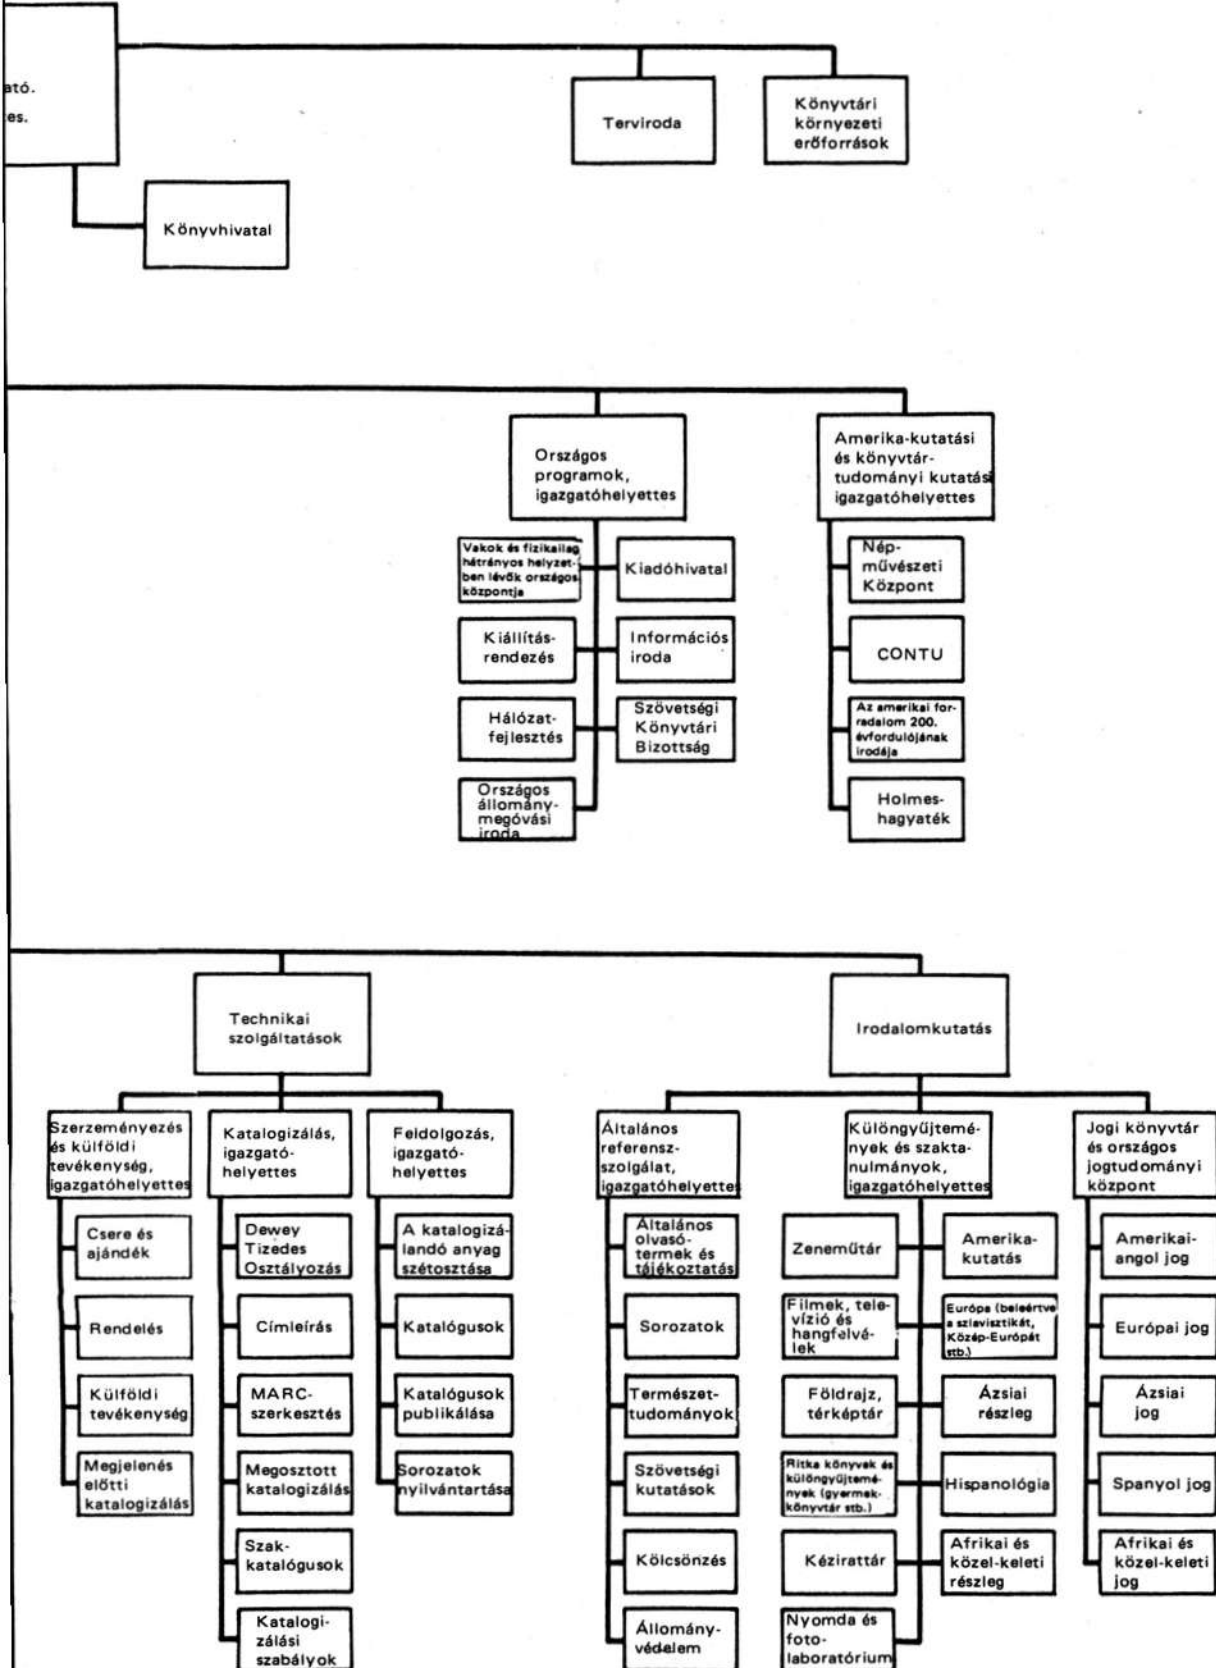 ató.
es.
Terviroda
Könyvtári
környezeti
erőforrások
Könyvhivatal
Országos
programok,
igazgatóhelyettes
Amerika-kutatási
és könyvtár-
tudományi kutatási
igazgatóhelyettes
Vakok és fizikailag
hátrányos helyzet-
ben lévők országos
központja
Kiadóhivatal
Kiállítás-
rendezés
Információs
iroda
Hálózat-
fejlesztés
Szövetségi
Könyvtári
Bizottság
Országos
állomány-
megóvási
iroda
Nép-
művészeti
Központ
CONTU
Az amerikai for-
radalom 200.
évfordulójának
irodája
Holmes-
hagyaték
Technikai
szolgáltatások
Irodalomkutatás
Szerzeményezés
és külföldi
tevékenység,
igazgatóhelyettes
Csere és
ajándék
Rendelés
Külföldi
tevékenység
Megjelenés
előtti
katalogizálás
Katalogizálás,
igazgató-
helyettes
Dewey
Tizedes
Osztályozás
Címleírás
MARC-
szerkesztés
Megosztott
katalogizálás
Szak-
katalógusok
Katalogi-
zálási
szabályok
Feldolgozás,
igazgató-
helyettes
A katalogizá-
landó anyag
szétosztása
Katalógusok
Katalógusok
publikálása
Sorozatok
nyilvántartása
Általános
referensz-
szolgálat,
igazgatóhelyettes
Általános
olvasó-
termek és
tájékoztatás
Sorozatok
Természet-
tudományok
Szövetségi
kutatások
Kölcsönzés
Állomány-
védelem
Különgyűjtemé-
nyek és szakta-
nulmányok,
igazgatóhelyettes
Zeneműtár
Filmek, tele-
vízió és
hangfelvé-
lek
Földrajz,
térképtár
Ritka könyvek és
különgyűjtemé-
nyek (gyermek-
könyvtár stb.)
Kézirattár
Nyomda és
foto-
laboratórium
Amerika-
kutatás
Európa (beleértve
a szlavisztikát,
Közép-Európát
stb.)
Ázsiai
részleg
Hispanológia
Afrikai és
közel-keleti
részleg
Jogi könyvtár
és országos
jogtudományi
központ
Amerikai-
angol jog
Európai jog
Ázsiai
jog
Spanyol jog
Afrikai és
közel-keleti
jog